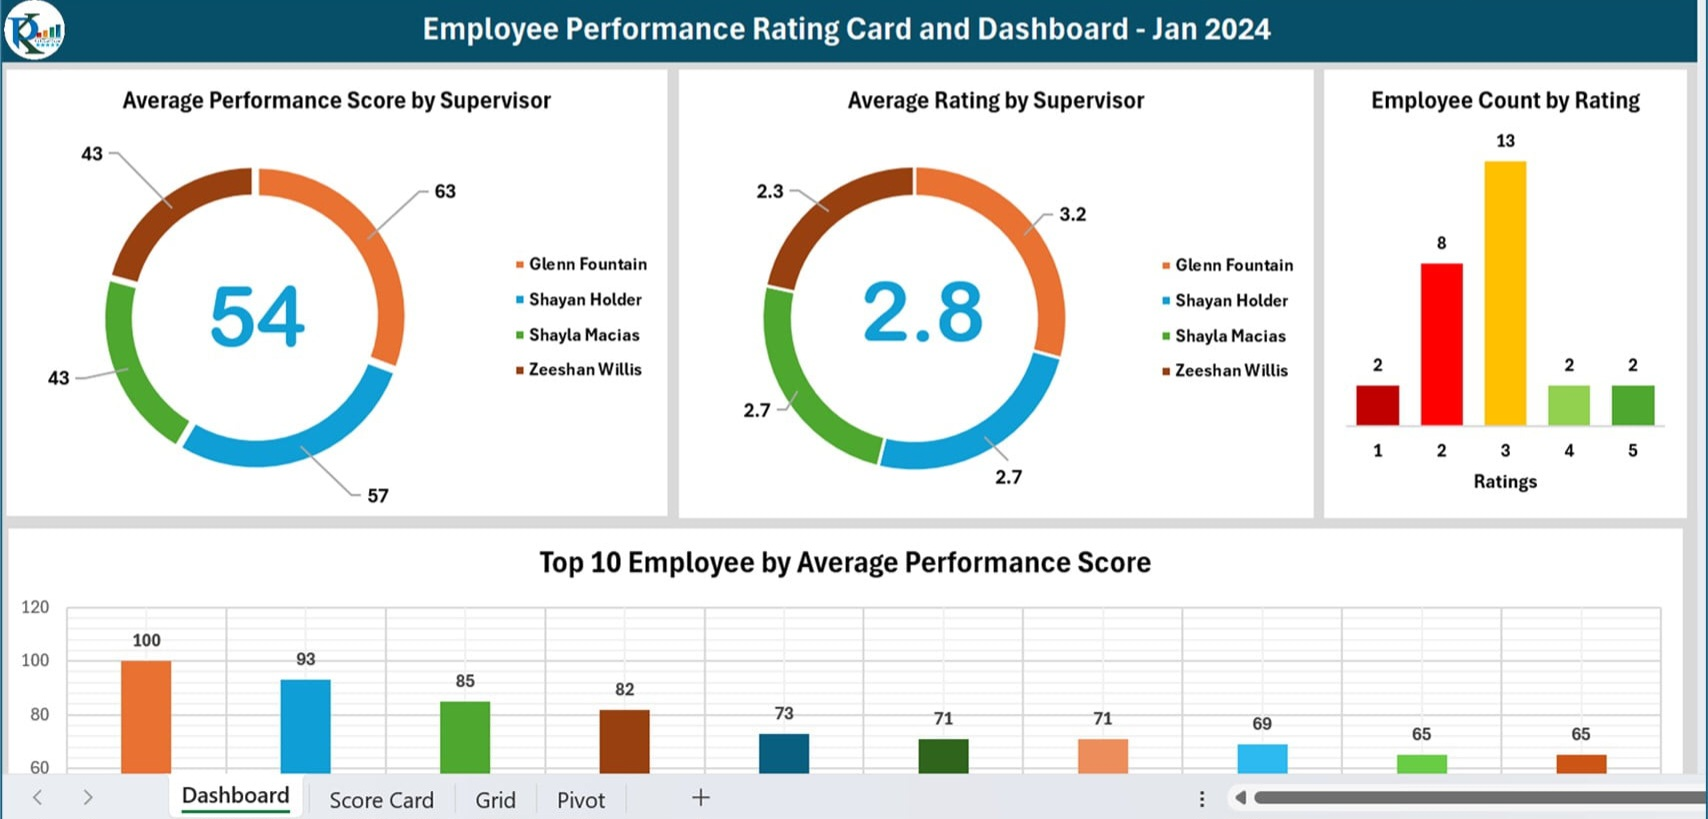 Employee Performance Rating Card and Dashboard - Jan 2024
Average Performance Score by Supervisor
43
63
54
43
57
Glenn Fountain
Shayan Holder
Shayla Macias
Zeeshan Willis
Average Rating by Supervisor
2.3
3.2
2.8
2.7
2.7
Glenn Fountain
Shayan Holder
Shayla Macias
Zeeshan Willis
Employee Count by Rating
2 8 13 2 2
1 2 3 4 5
Ratings
Top 10 Employee by Average Performance Score
120
100
80
60
100 93 85 82 73 71 71 69 65 65
Dashboard Score Card Grid Pivot